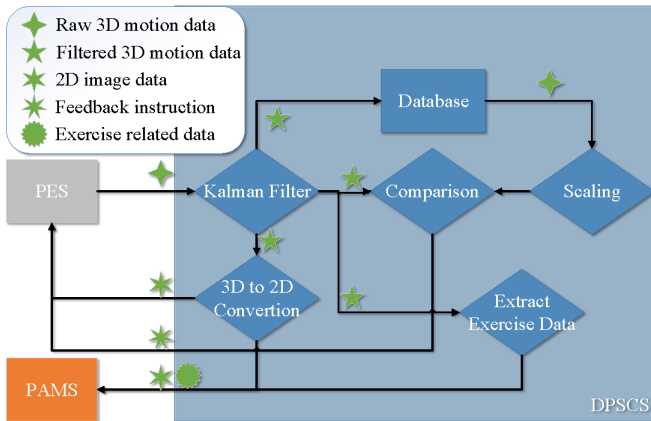 Raw 3D motion data
Filtered 3D motion data
2D image data
Feedback instruction
Exercise related data
Database
PES
Kalman Filter
Comparison
Scaling
3D to 2D
Convertion
Extract
Exercise Data
PAMS
DPSCS